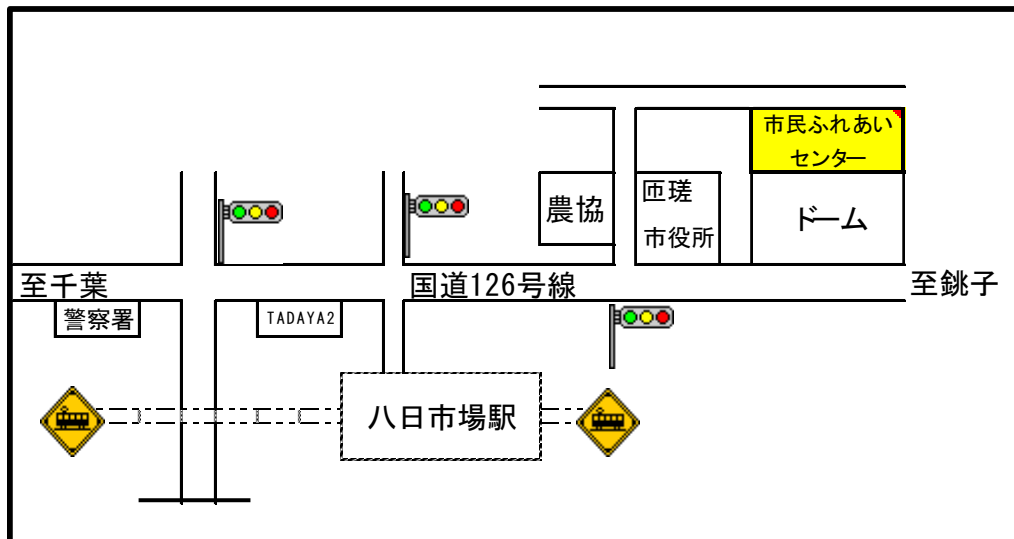 市民ふれあい
センター
農協
匝瑳
市役所
ドーム
至千葉
国道126号線
至銚子
警察署
TADAYA2
八日市場駅